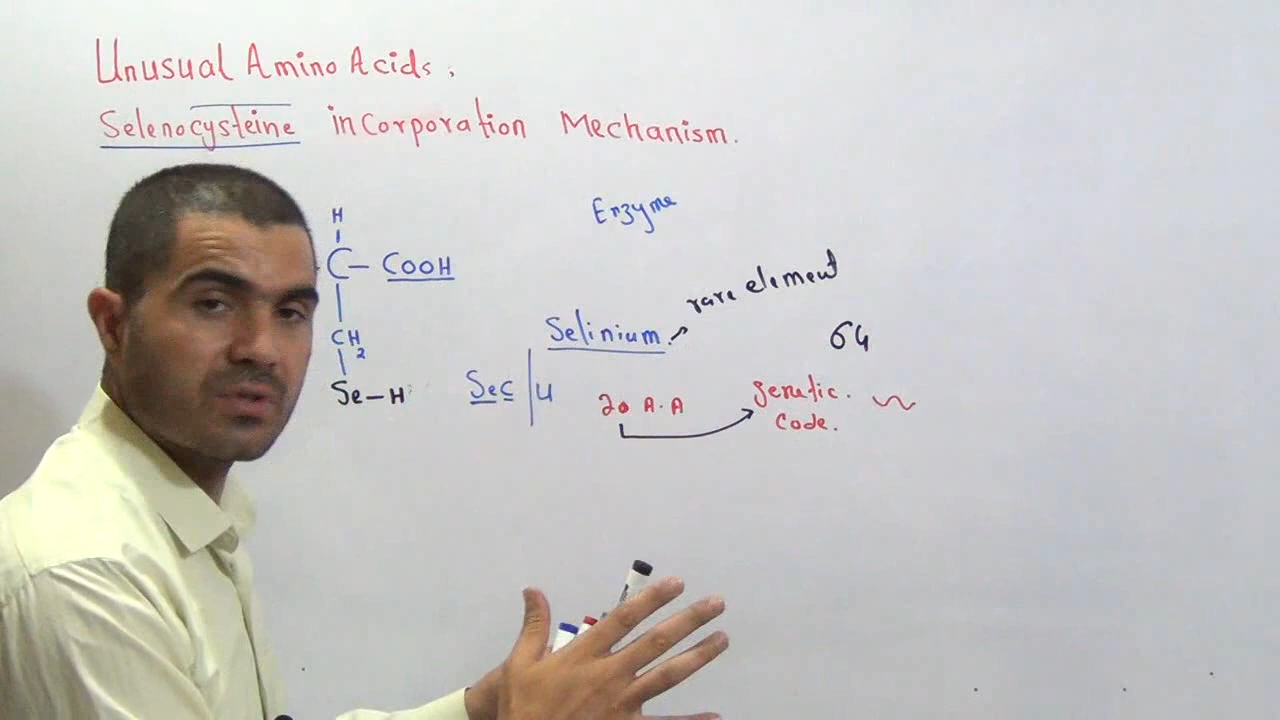 Unusual Amino Acids.
Selenocysteine incorporation Mechanism.
H
C – COOH
CH2
Se–H
Enzyme
Selinium
rare element
64
Sec | U
20 A.A
genetic.
Code.